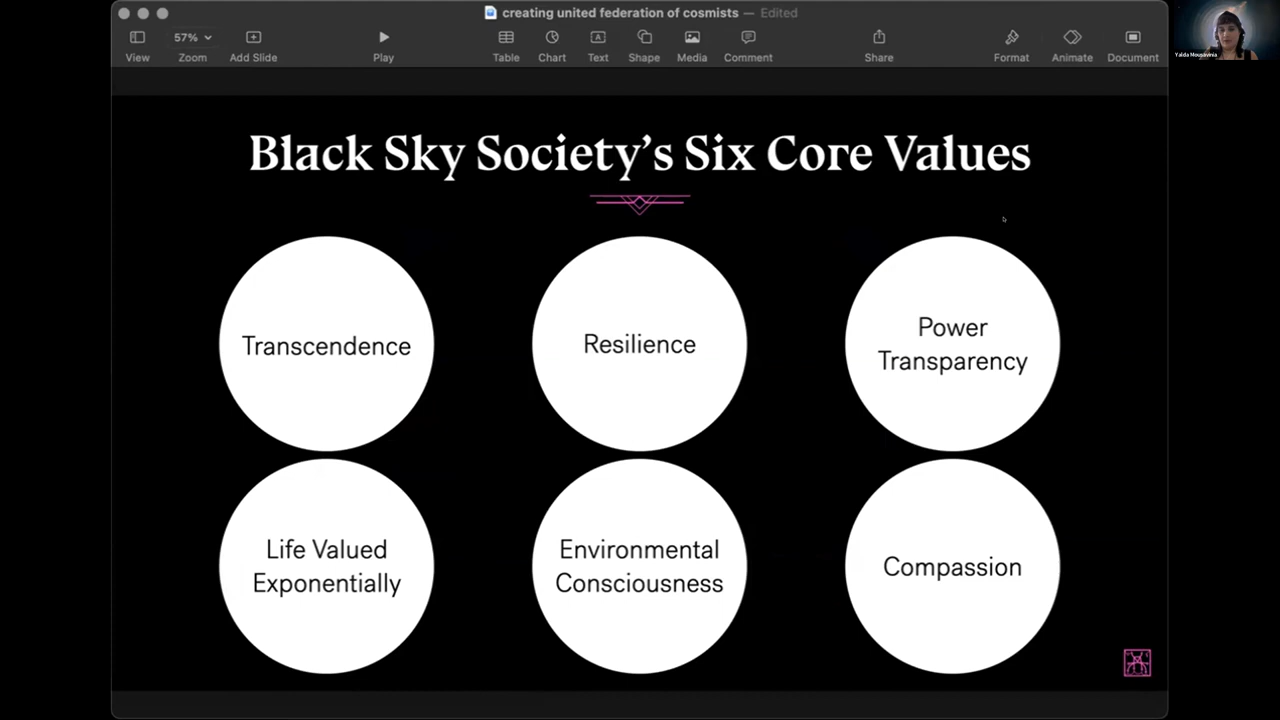 creating united federation of cosmists — Edited
57%
View
Zoom
Add Slide
Play
Table
Chart
Text
Shape
Media
Comment
Share
Format
Animate
Document
Yalda Mousavinia
Black Sky Society’s Six Core Values
Transcendence
Resilience
Power
Transparency
Life Valued
Exponentially
Environmental
Consciousness
Compassion